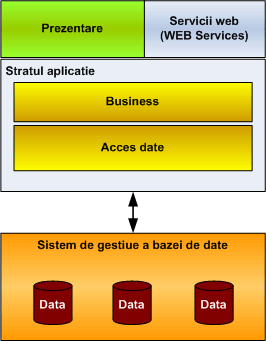 Prezentare
Servicii web
(WEB Services)
Stratul aplicatie
Business
Acces date
Sistem de gestiue a bazei de date
Data
Data
Data